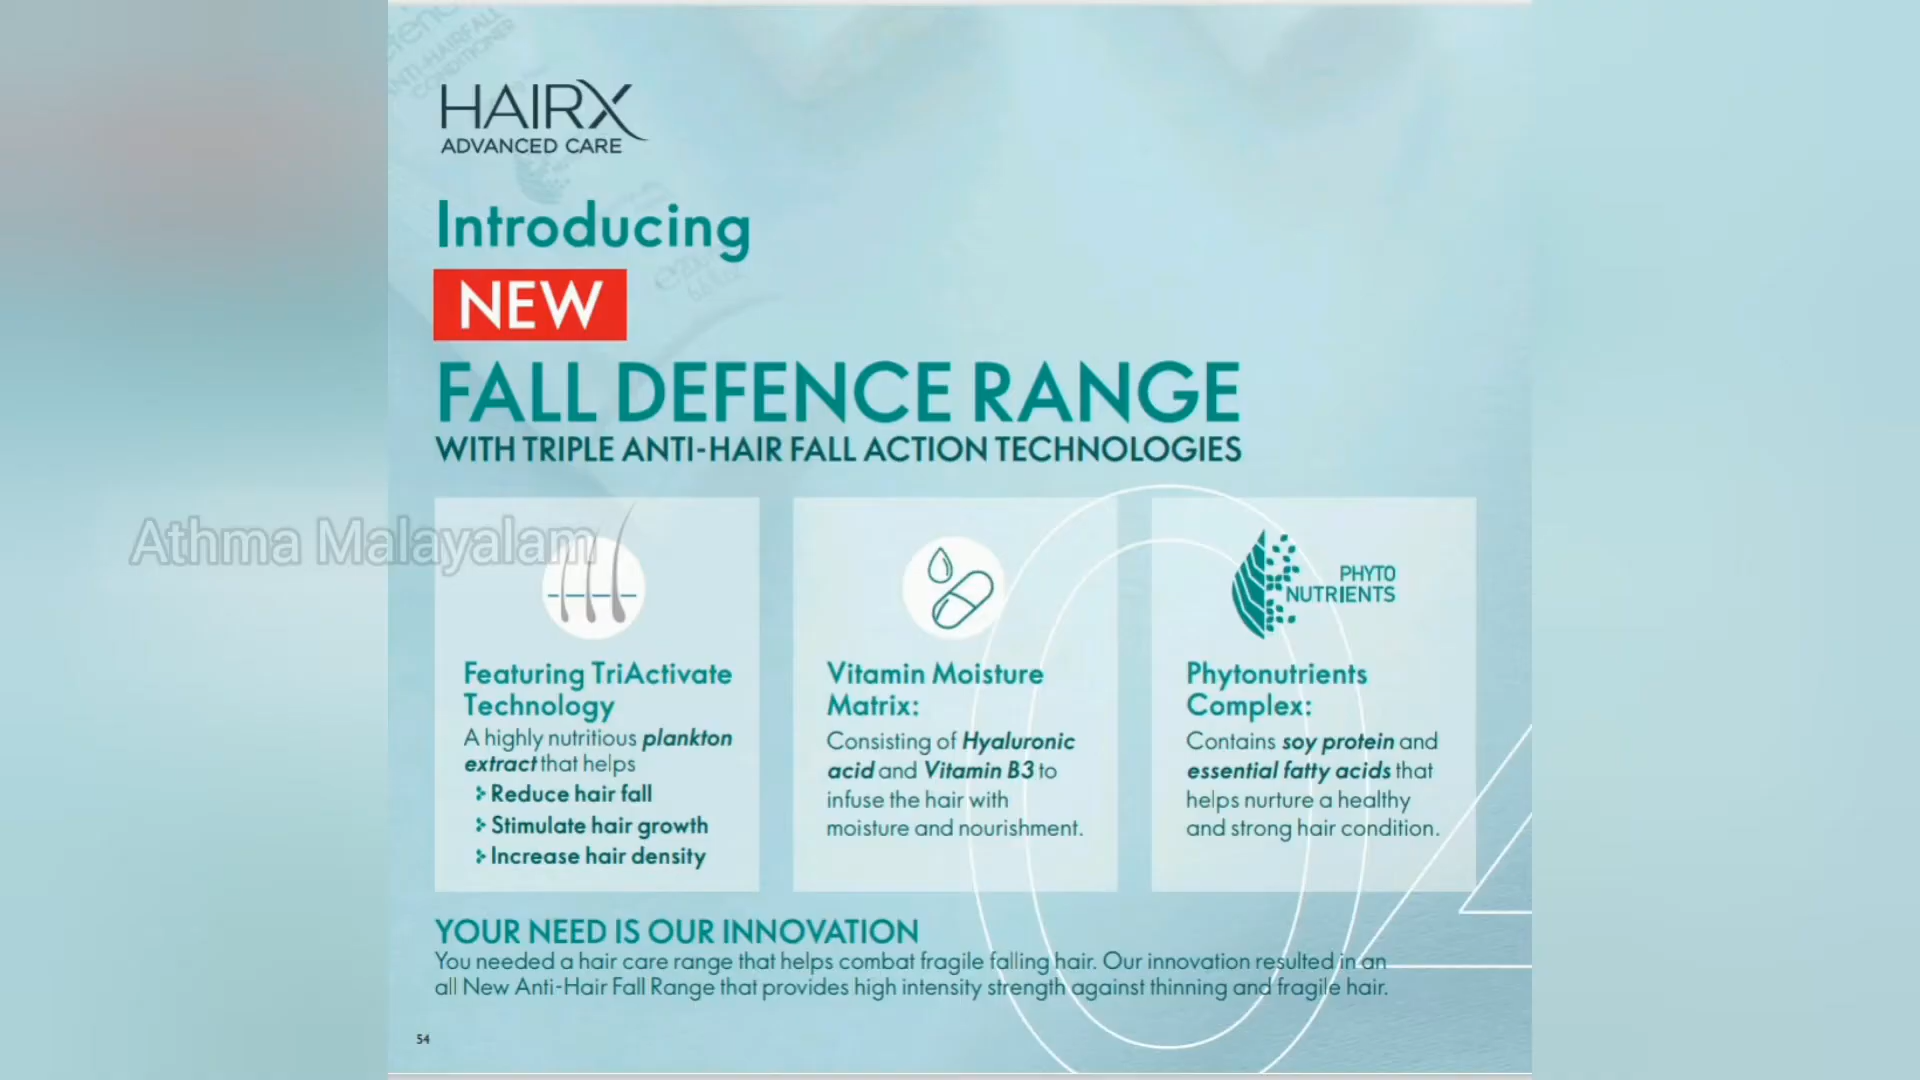 ANTI-HAIRFALL
CONDITIONER
HAIRX
ADVANCED CARE
Introducing
NEW
FALL DEFENCE RANGE
WITH TRIPLE ANTI-HAIR FALL ACTION TECHNOLOGIES
Athma Malayalam
Featuring TriActivate
Technology
A highly nutritious plankton
extract that helps
Reduce hair fall
Stimulate hair growth
Increase hair density
Vitamin Moisture
Matrix:
Consisting of Hyaluronic
acid and Vitamin B3 to
infuse the hair with
moisture and nourishment.
PHYTO
NUTRIENTS
Phytonutrients
Complex:
Contains soy protein and
essential fatty acids that
helps nurture a healthy
and strong hair condition.
YOUR NEED IS OUR INNOVATION
You needed a hair care range that helps combat fragile falling hair. Our innovation resulted in an
all New Anti-Hair Fall Range that provides high intensity strength against thinning and fragile hair.
54